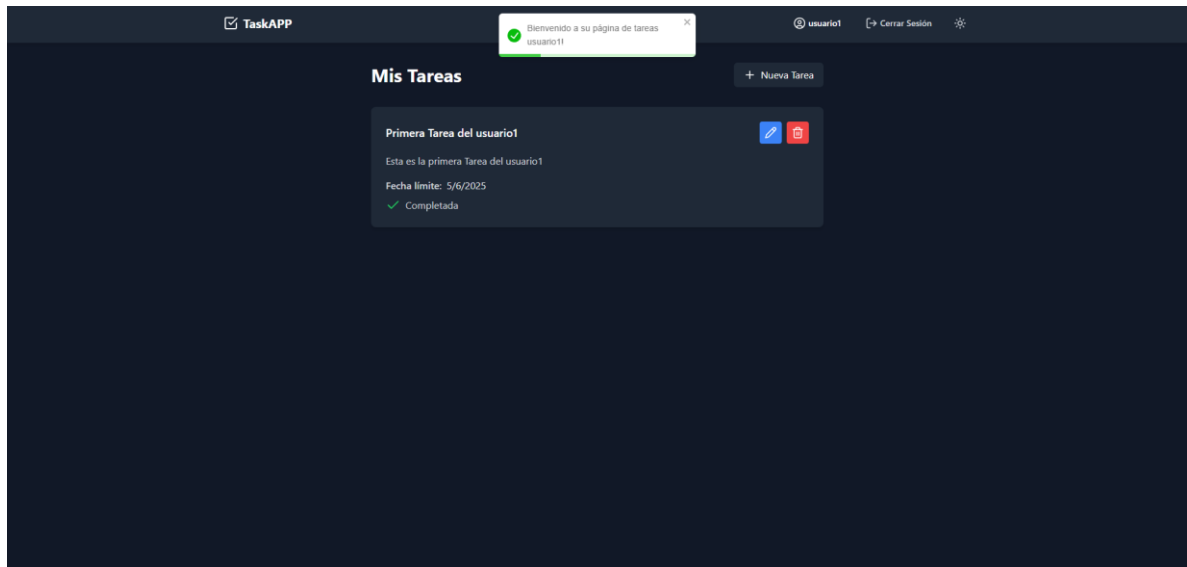 TaskAPP
Bienvenido a su página de tareas
usuario1!
usuario1
Cerrar Sesión
Mis Tareas
+ Nueva Tarea
Primera Tarea del usuario1
Esta es la primera Tarea del usuario1
Fecha límite: 5/6/2025
Completada